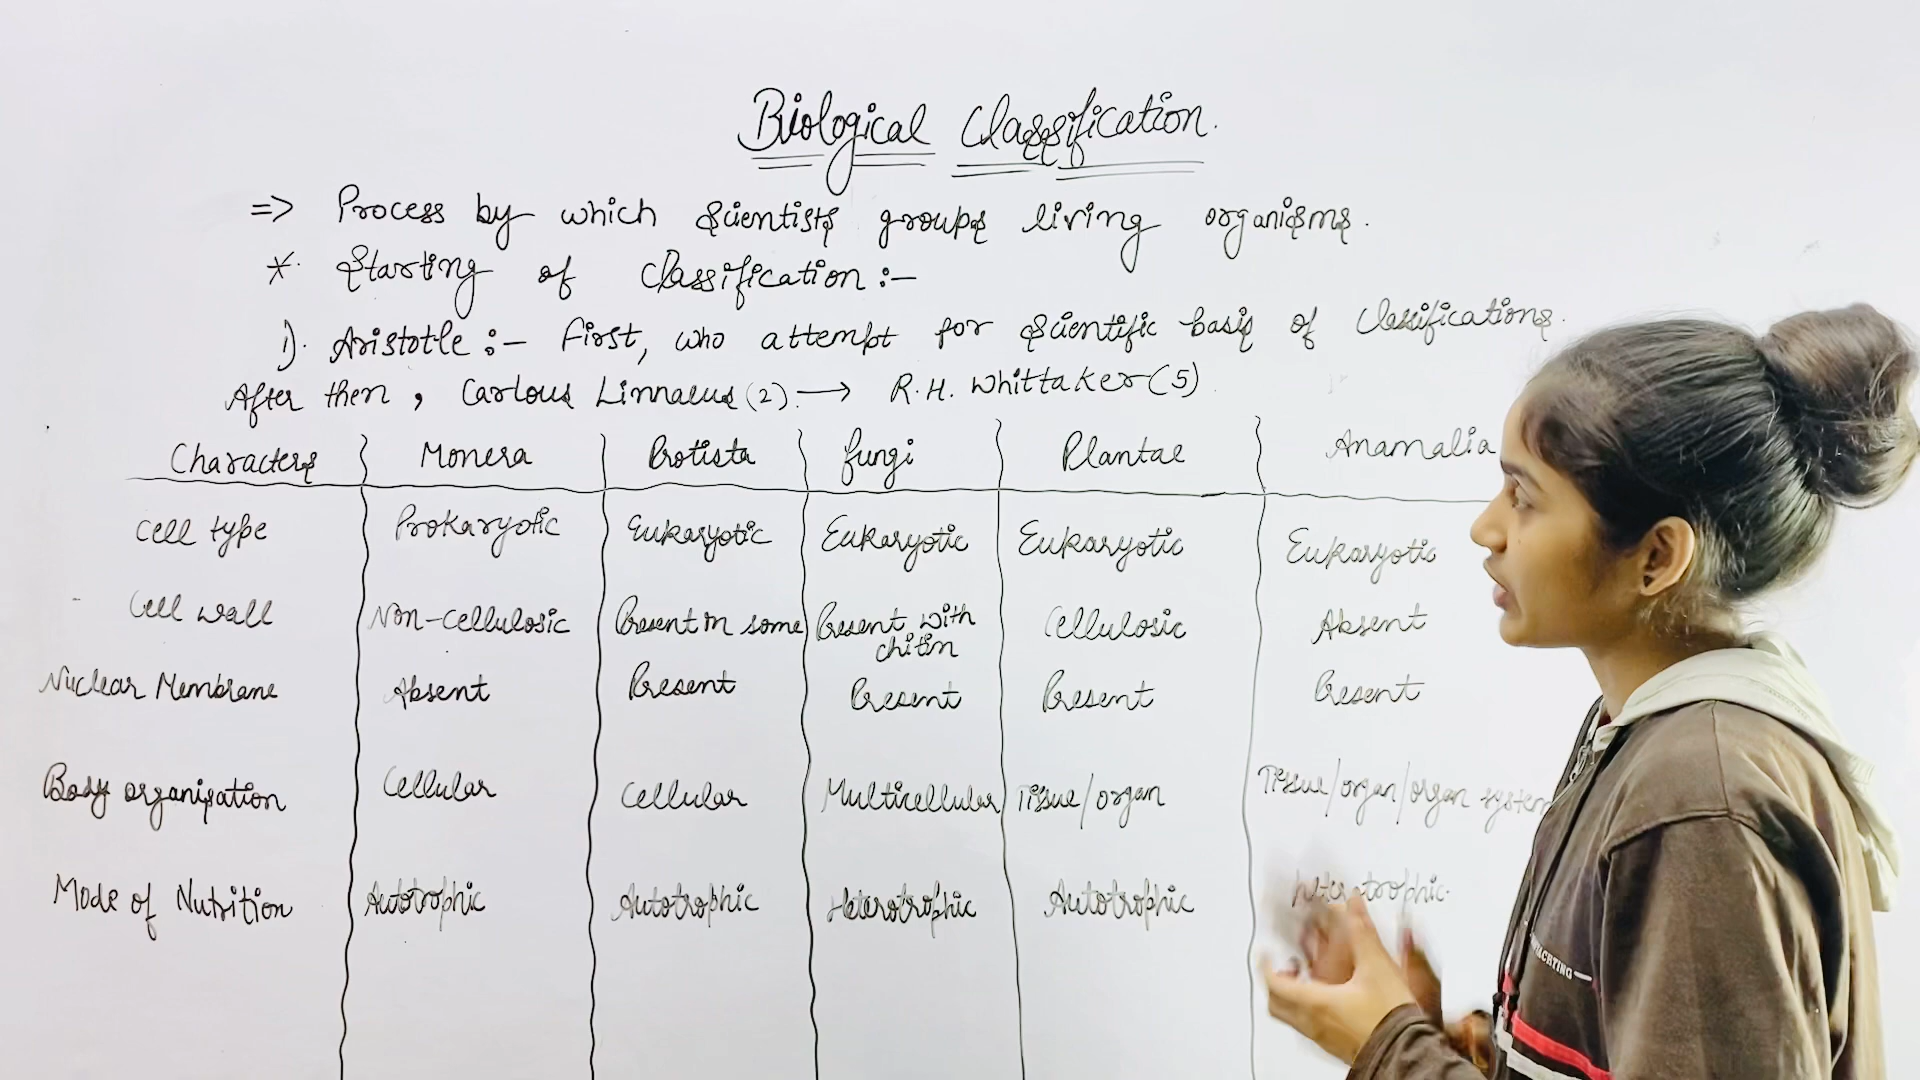 Biological Classification.
=> Process by which scientists groups living organisms.
* Starting of Classification :-
1). Aristotle :- First, who attempt for scientific basis of Classifications.
After then, Carlous Linnaeus (2). → R.H. Whittaker (5).
Characters Monera Protista fungi Plantae Anamalia
Cell type Prokaryotic Eukaryotic Eukaryotic Eukaryotic Eukaryotic
Cell wall Non-cellulosic Present in some Present with chitin Cellulosic Absent
Nuclear Membrane Absent Present Present Present Present
Body organisation Cellular Cellular Multicellular Tissue/organ Tissue/organ/organ system
Mode of Nutrition Autotrophic Autotrophic Heterotrophic Autotrophic heterotrophic.